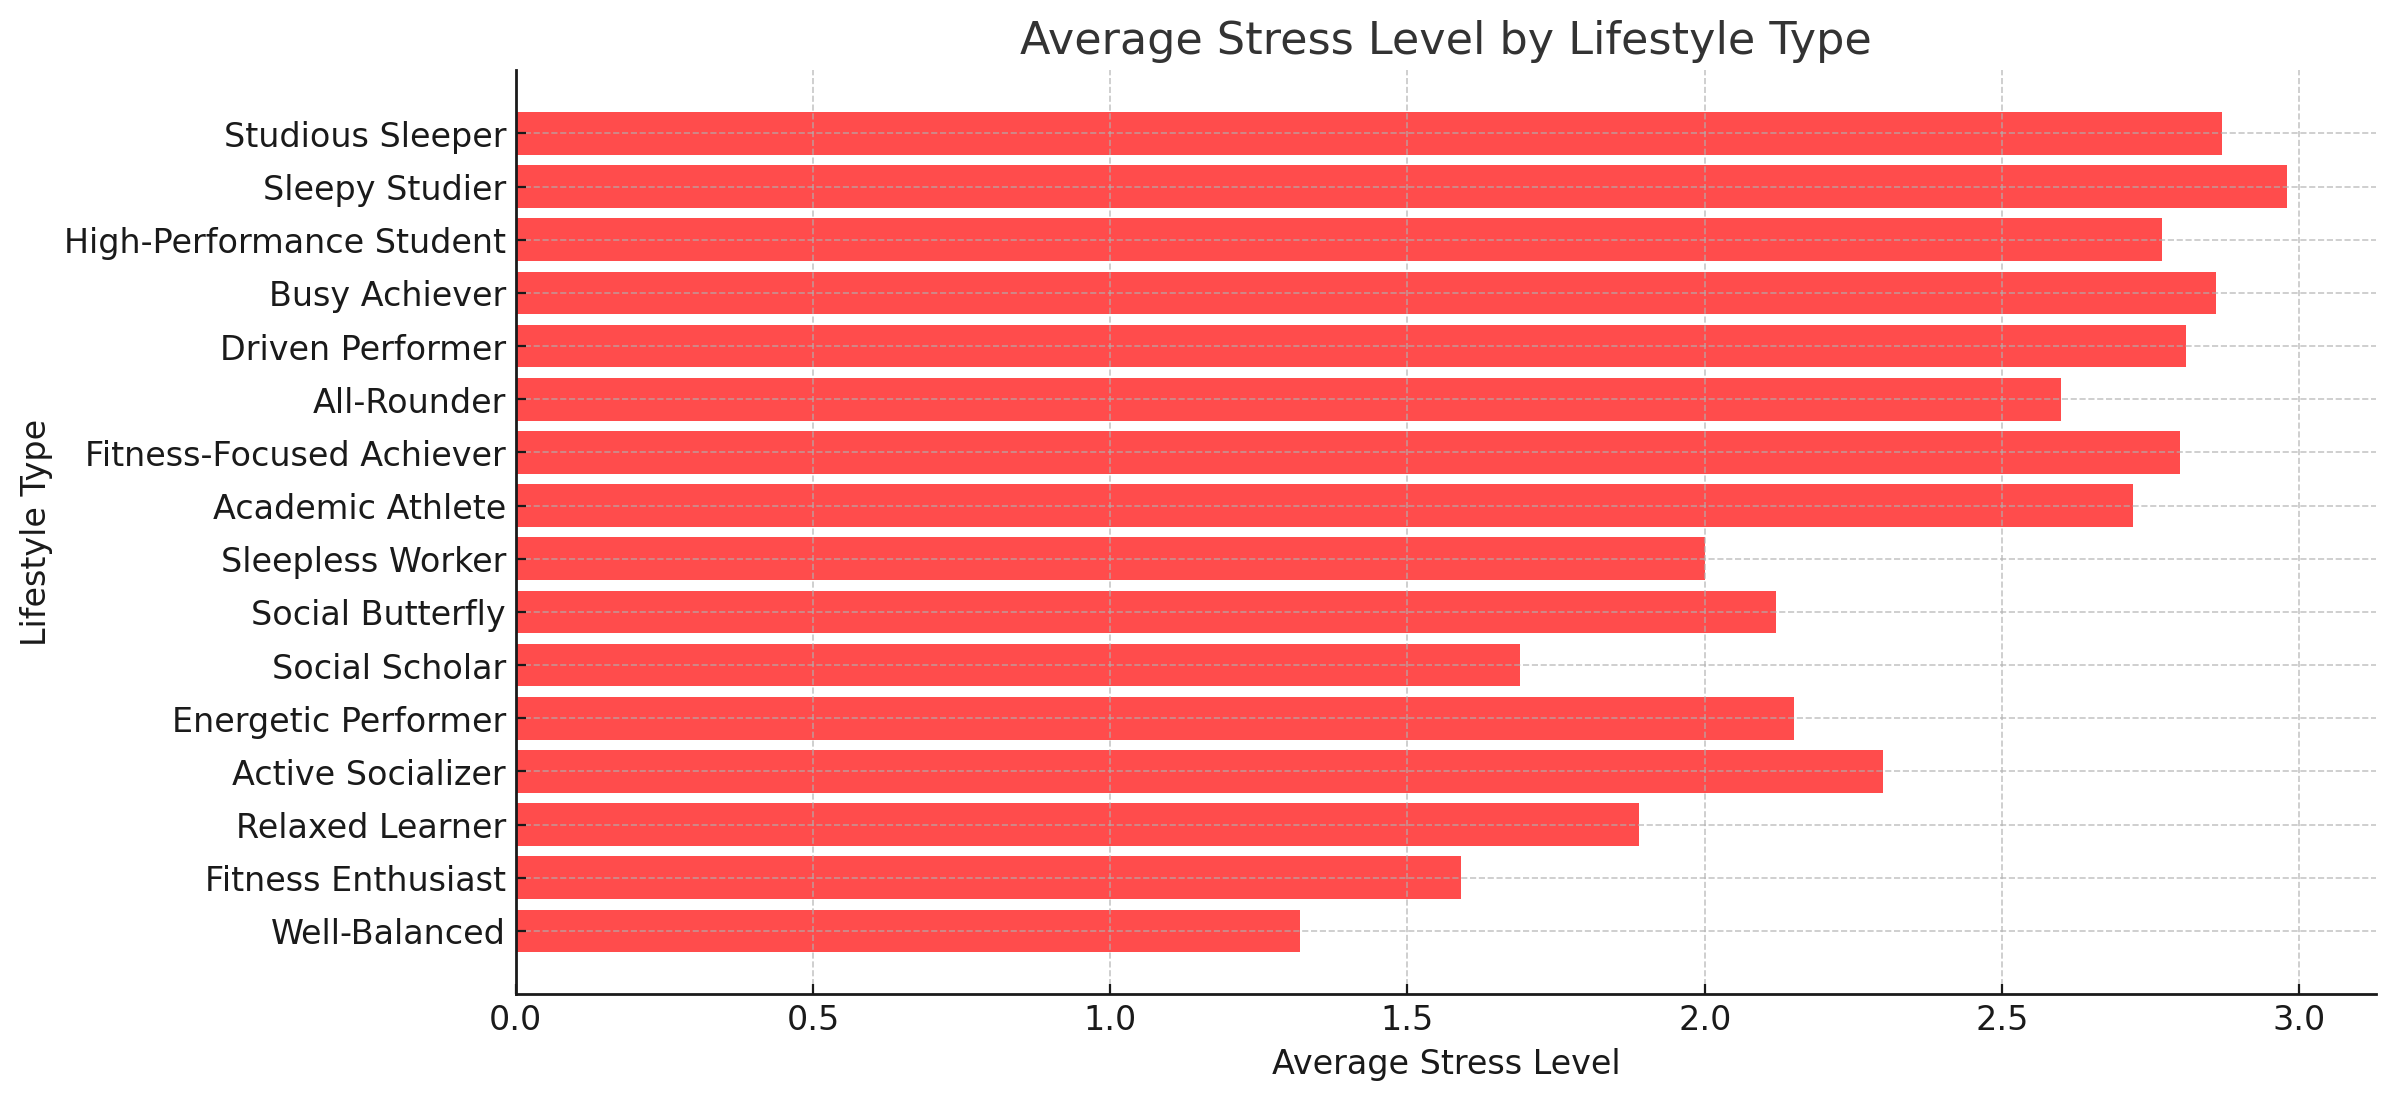 Average Stress Level by Lifestyle Type
Lifestyle Type
Studious Sleeper
Sleepy Studier
High-Performance Student
Busy Achiever
Driven Performer
All-Rounder
Fitness-Focused Achiever
Academic Athlete
Sleepless Worker
Social Butterfly
Social Scholar
Energetic Performer
Active Socializer
Relaxed Learner
Fitness Enthusiast
Well-Balanced
0.0 0.5 1.0 1.5 2.0 2.5 3.0
Average Stress Level